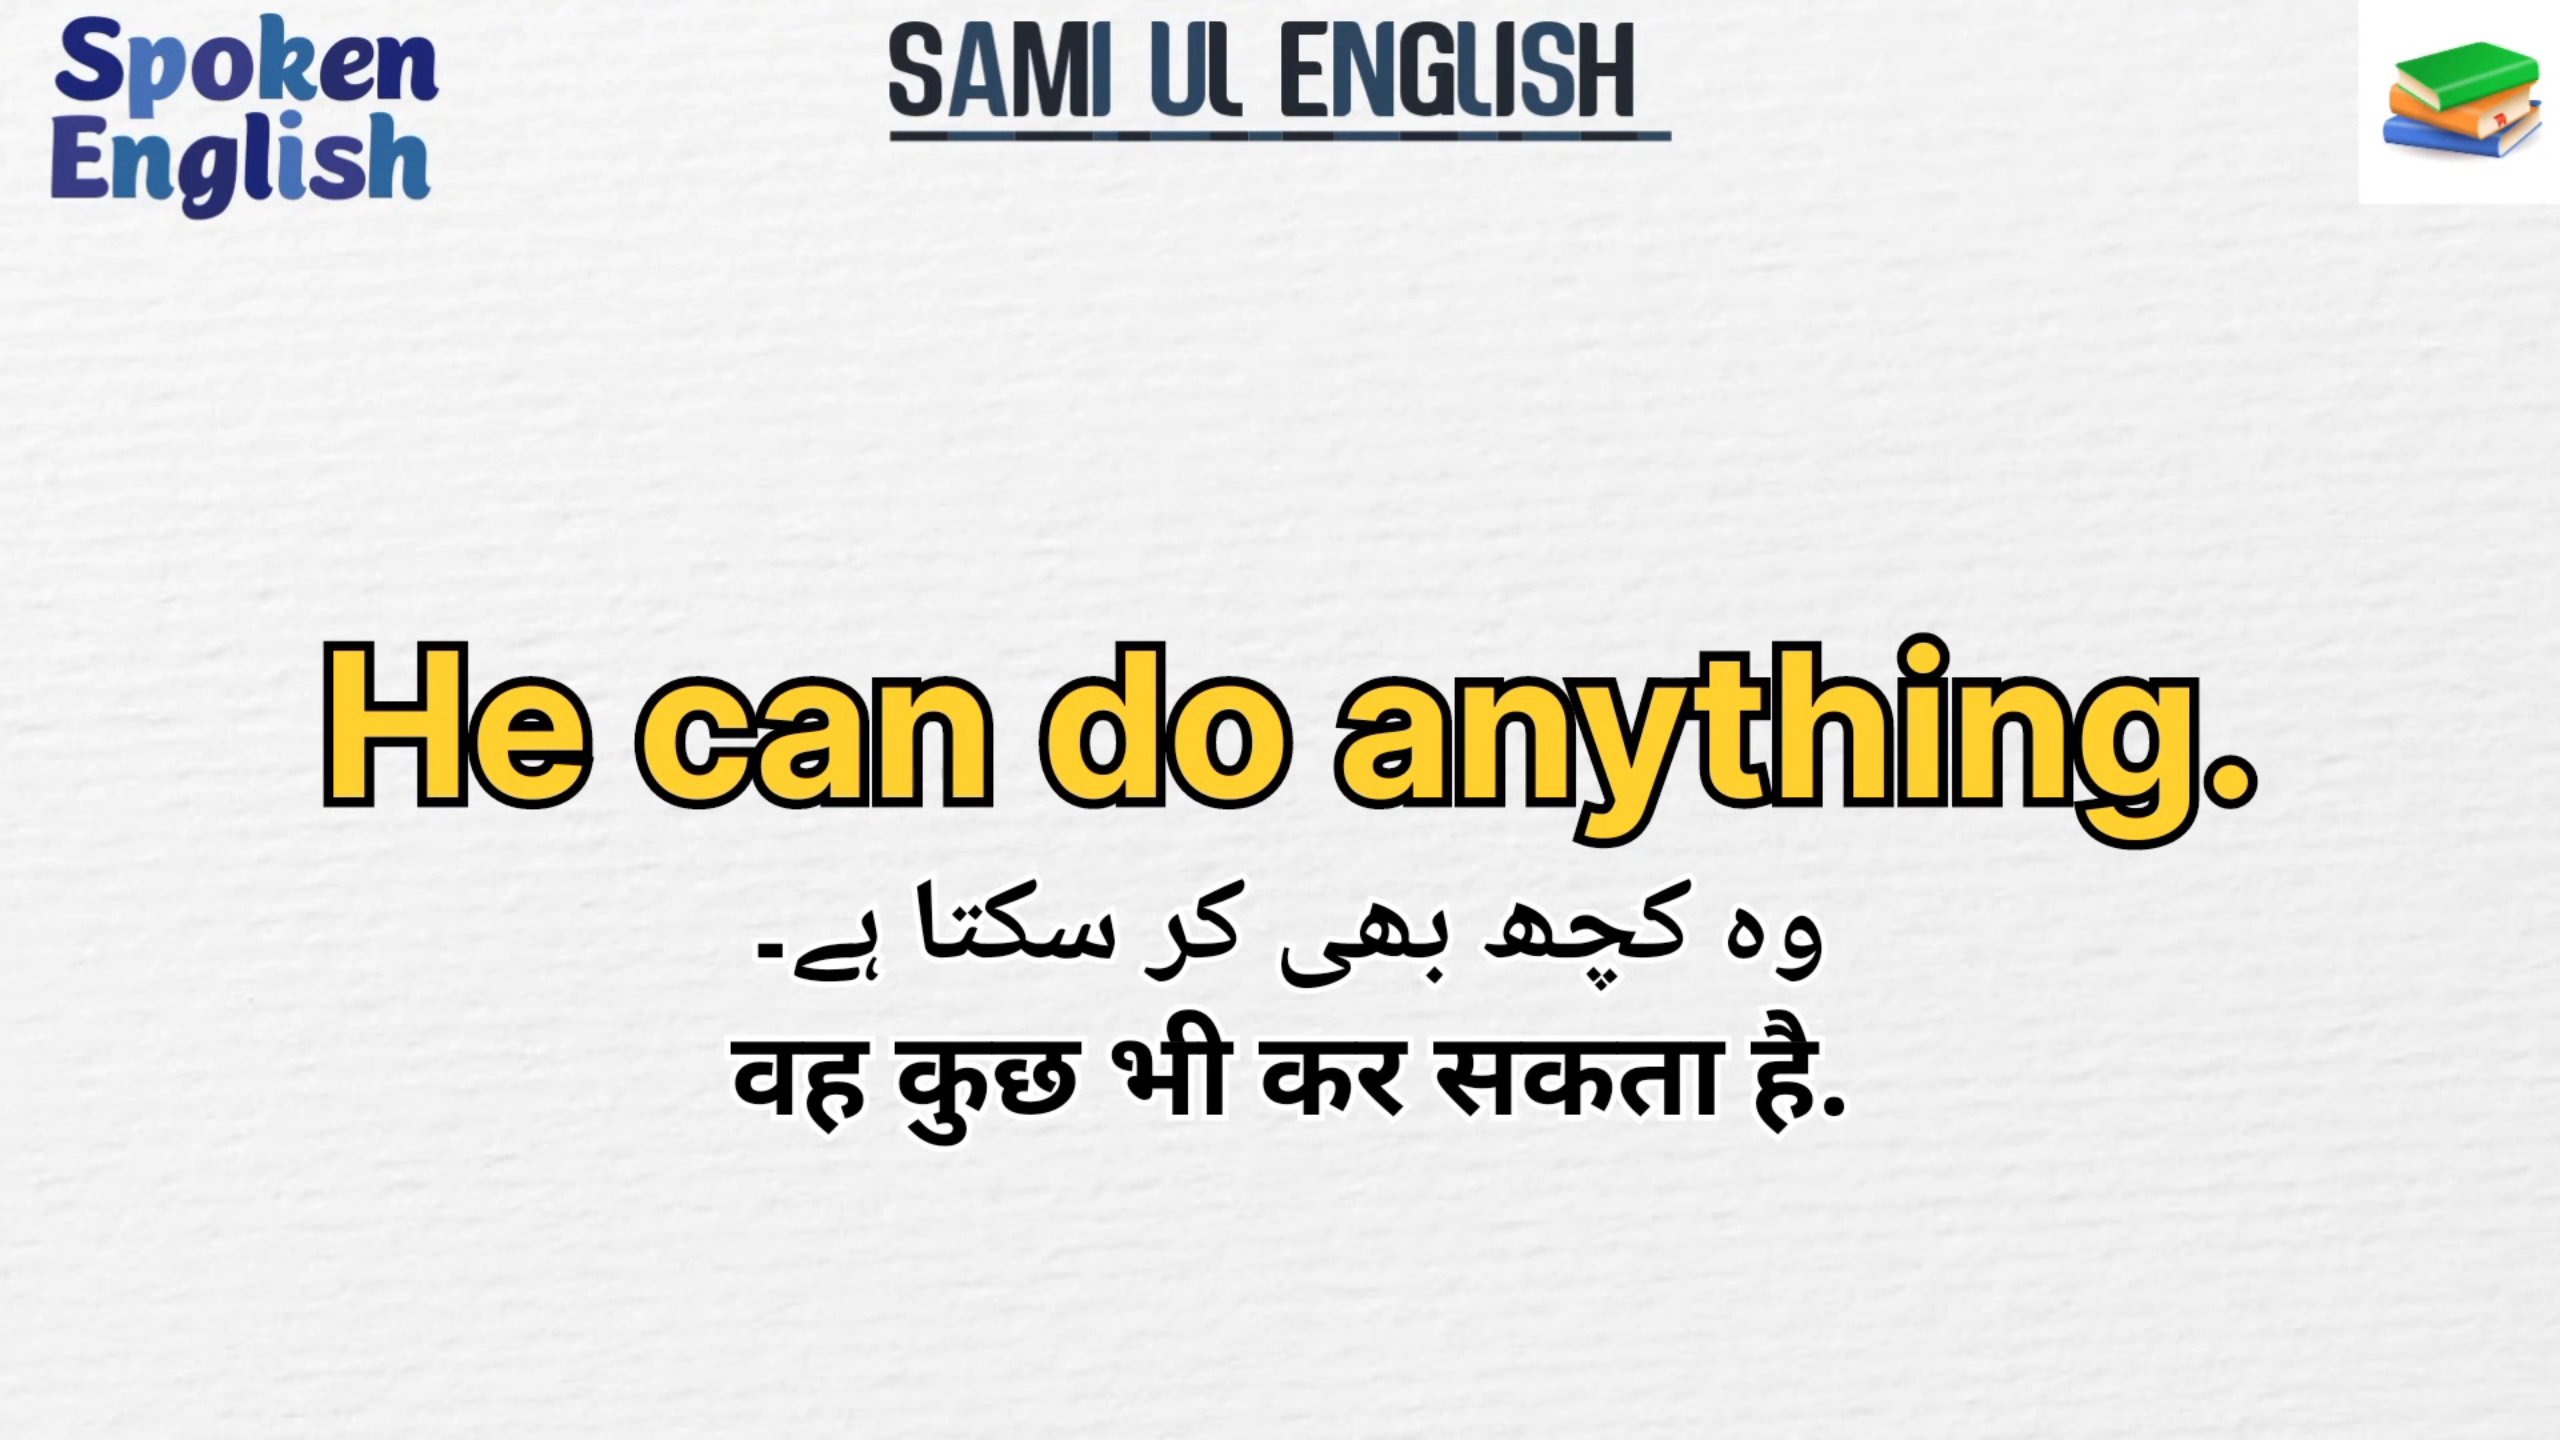 Spoken
English
SAMI UL ENGLISH
He can do anything.
وہ کچھ بھی کر سکتا ہے۔
वह कुछ भी कर सकता है.